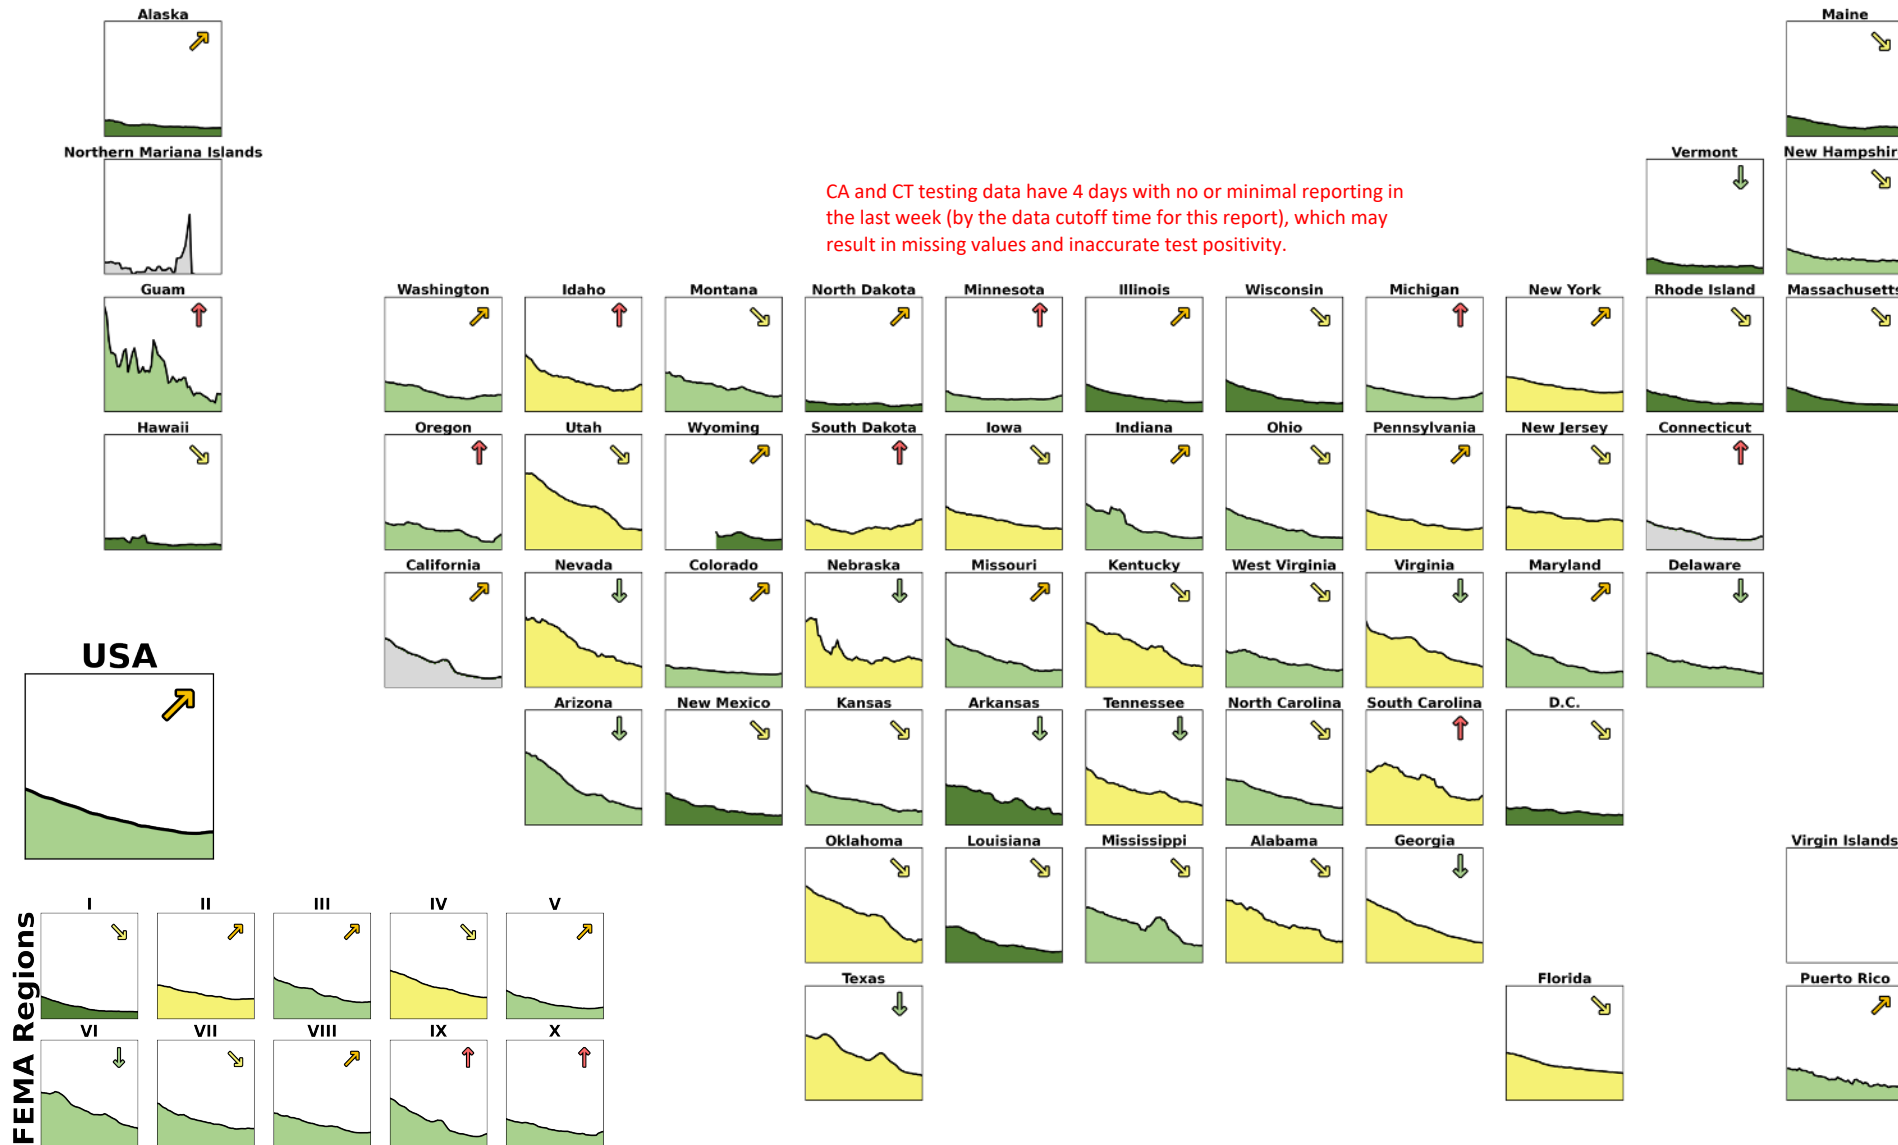 Alaska
Maine
Northern Mariana Islands
Vermont
New Hampshir
CA and CT testing data have 4 days with no or minimal reporting in
the last week (by the data cutoff time for this report), which may
result in missing values and inaccurate test positivity.
Guam
Washington
Idaho
Montana
North Dakota
Minnesota
Illinois
Wisconsin
Michigan
New York
Rhode Island
Massachusetts
Hawaii
Oregon
Utah
Wyoming
South Dakota
Iowa
Indiana
Ohio
Pennsylvania
New Jersey
Connecticut
California
Nevada
Colorado
Nebraska
Missouri
Kentucky
West Virginia
Virginia
Maryland
Delaware
USA
Arizona
New Mexico
Kansas
Arkansas
Tennessee
North Carolina
South Carolina
D.C.
Oklahoma
Louisiana
Mississippi
Alabama
Georgia
Virgin Islands
FEMA Regions
I
II
III
IV
V
VI
VII
VIII
IX
X
Texas
Florida
Puerto Rico